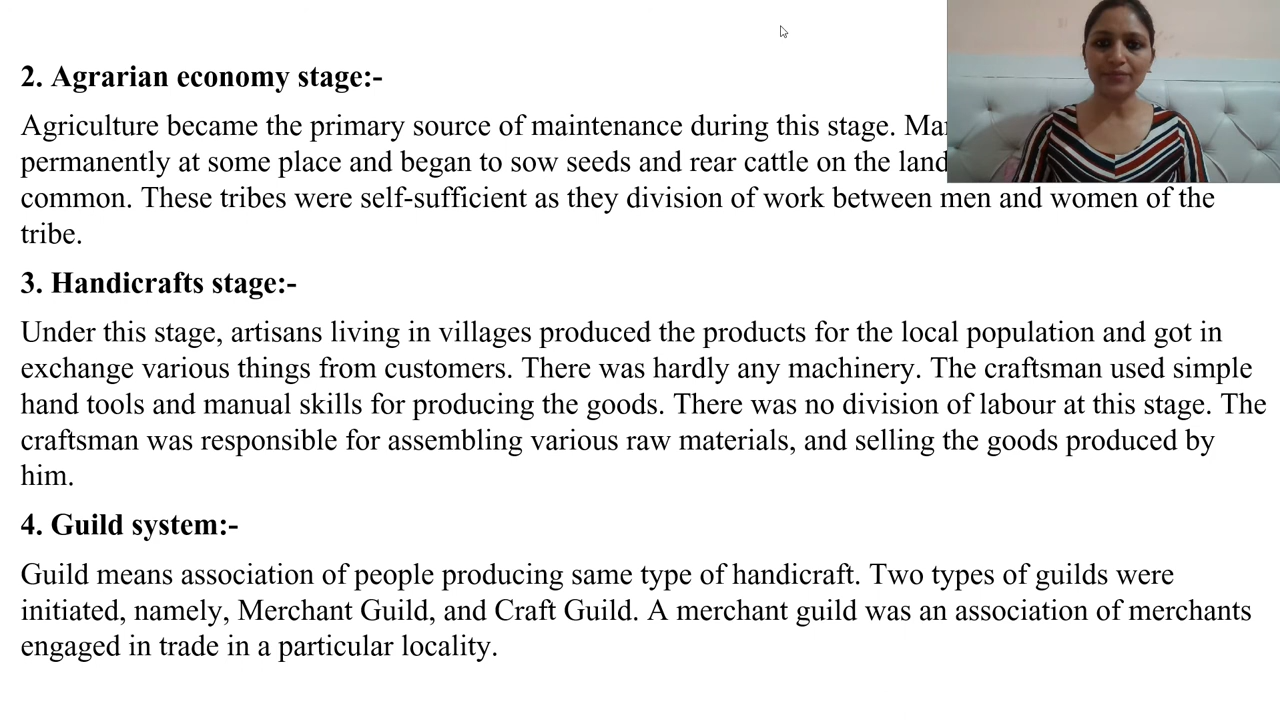 2. Agrarian economy stage:-
Agriculture became the primary source of maintenance during this stage.
permanently at some place and began to sow seeds and rear cattle on the land
common. These tribes were self-sufficient as they division of work between men and women of the
tribe.
3. Handicrafts stage:-
Under this stage, artisans living in villages produced the products for the local population and got in
exchange various things from customers. There was hardly any machinery. The craftsman used simple
hand tools and manual skills for producing the goods. There was no division of labour at this stage. The
craftsman was responsible for assembling various raw materials, and selling the goods produced by
him.
4. Guild system:-
Guild means association of people producing same type of handicraft. Two types of guilds were
initiated, namely, Merchant Guild, and Craft Guild. A merchant guild was an association of merchants
engaged in trade in a particular locality.